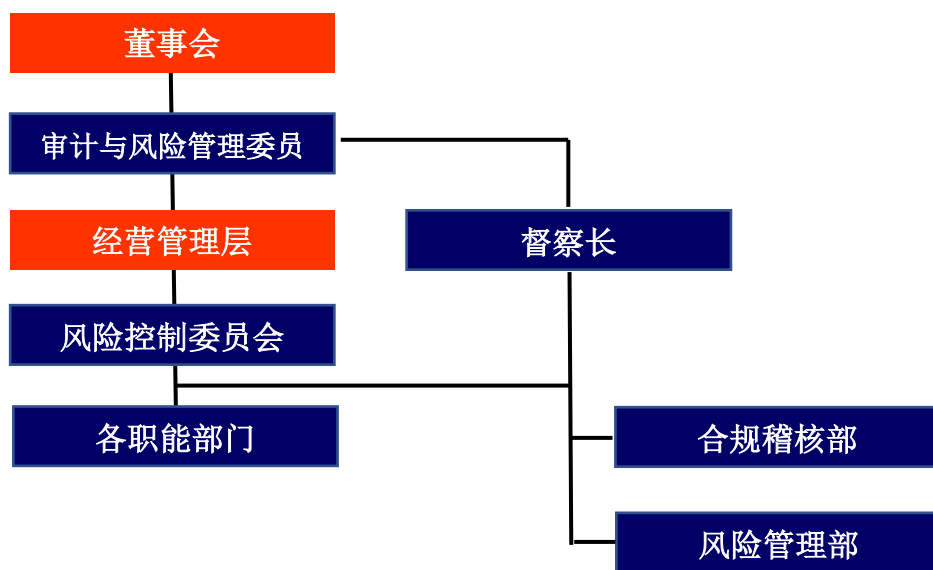 董事会
审计与风险管理委员
经营管理层
督察长
风险控制委员会
各职能部门
合规稽核部
风险管理部